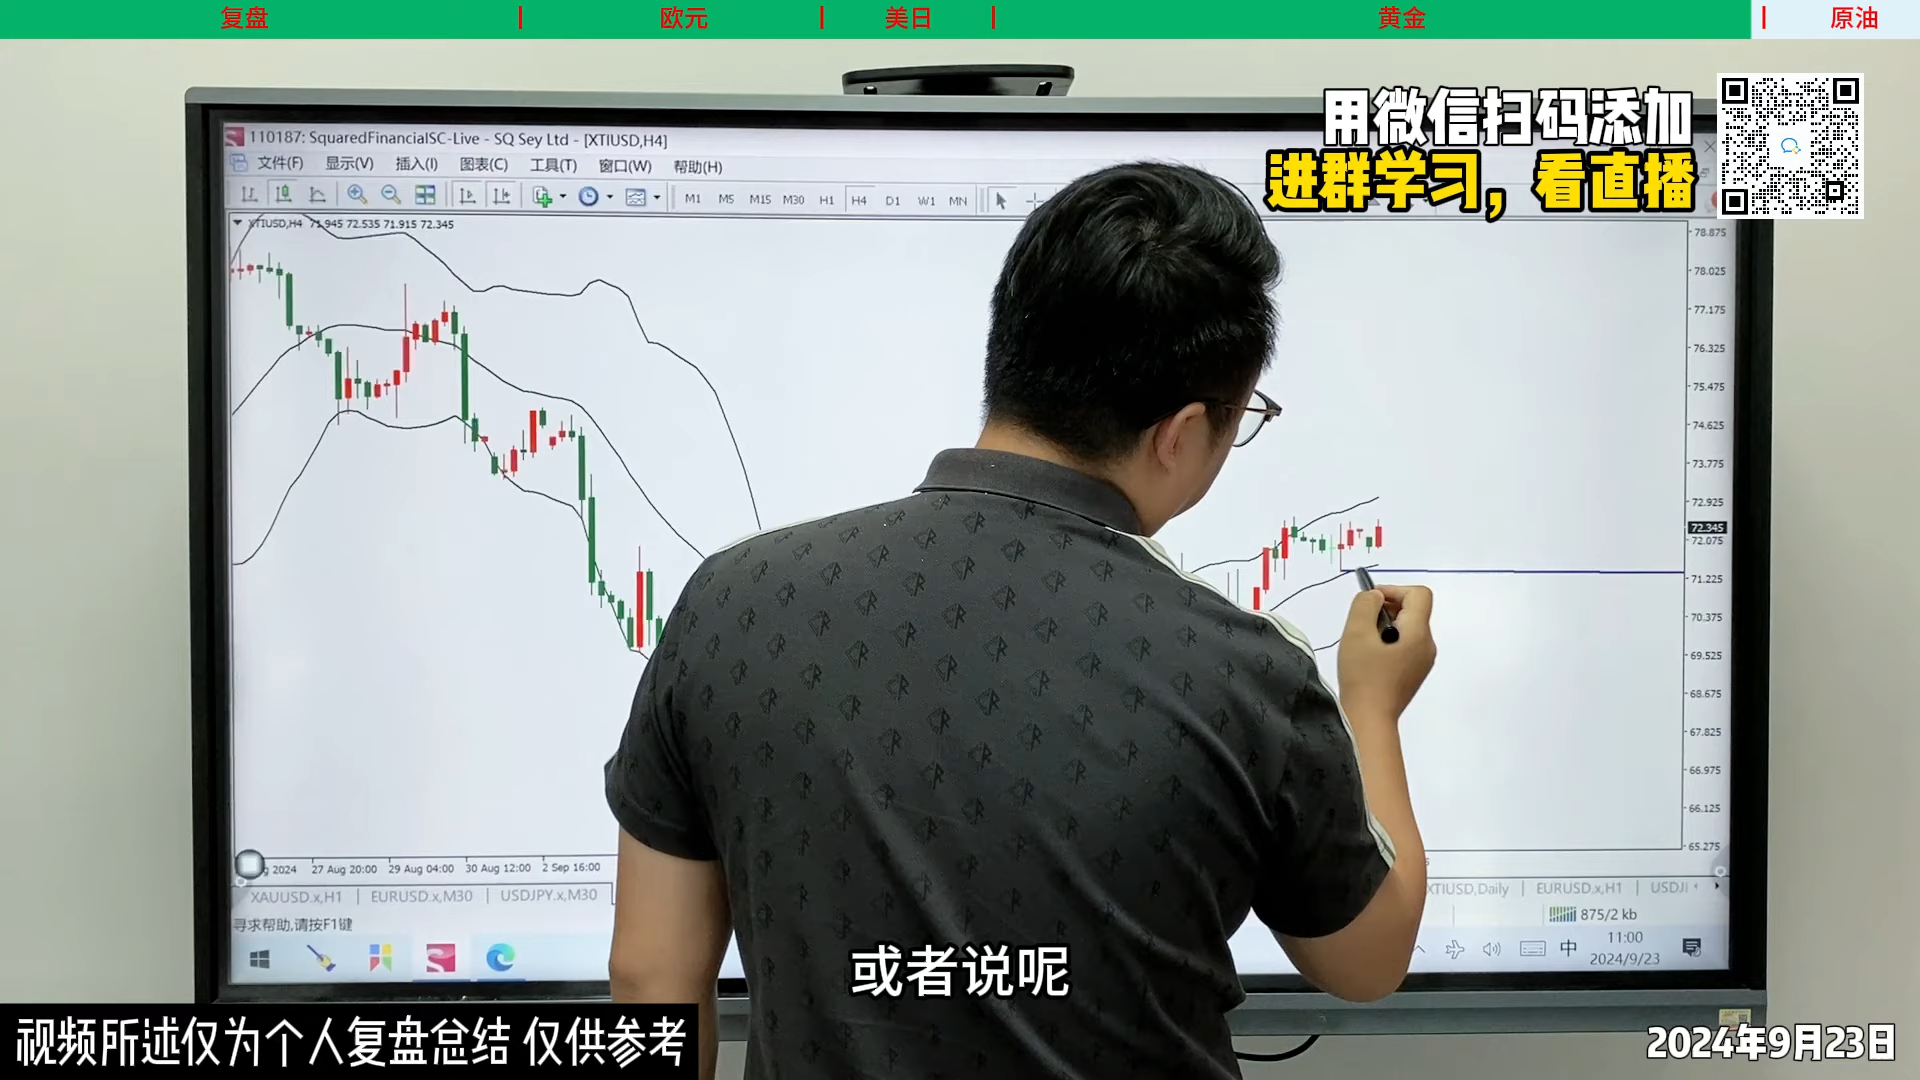 复盘 | 欧元 | 美日 | 黄金 | 原油
用微信扫码添加
进群学习，看直播
110187: SquaredFinancialSC-Live - SQ Sey Ltd - [XTIUSD,H4]
文件(F) 显示(V) 插入(I) 图表(C) 工具(T) 窗口(W) 帮助(H)
M1 M5 M15 M30 H1 H4 D1 W1 MN
XTIUSD,H4 71.945 72.535 71.915 72.345
78.875
78.025
77.175
76.325
75.475
74.625
73.775
72.925
72.345
72.075
71.225
70.375
69.525
68.675
67.825
66.975
66.125
65.275
2024 27 Aug 20:00 29 Aug 04:00 30 Aug 12:00 2 Sep 16:00
XAUUSD.x,H1 | EURUSD.x,M30 | USDJPY.x,M30
XTIUSD,Daily | EURUSD.x,H1 |
寻求帮助,请按F1键
875/2 kb
中
11:00
2024/9/23
或者说呢
视频所述仅为个人复盘总结 仅供参考
2024年9月23日